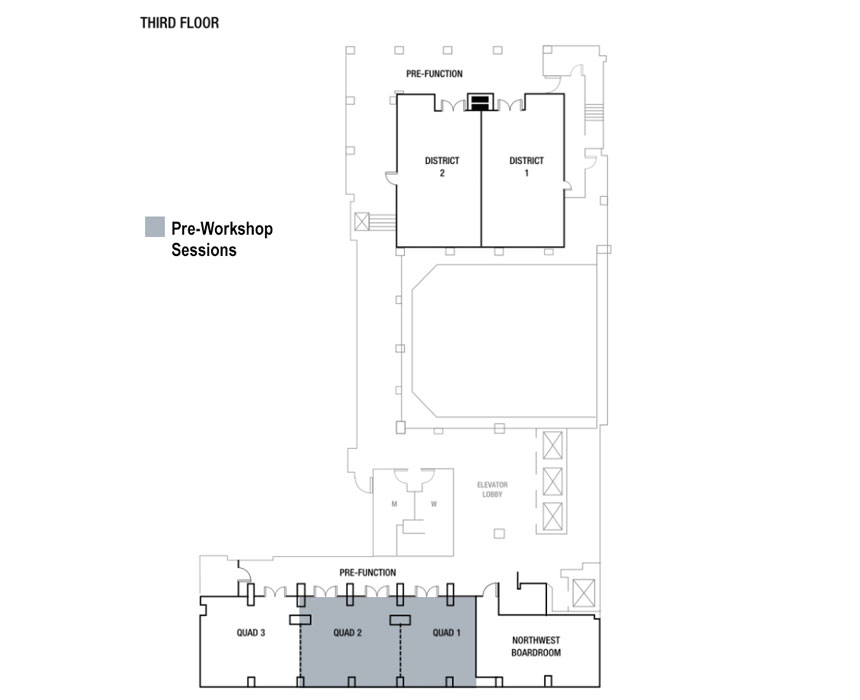 THIRD FLOOR
PRE-FUNCTION
DISTRICT
2
DISTRICT
1
Pre-Workshop
Sessions
ELEVATOR
LOBBY
M
W
PRE-FUNCTION
QUAD 3
QUAD 2
QUAD 1
NORTHWEST
BOARDROOM